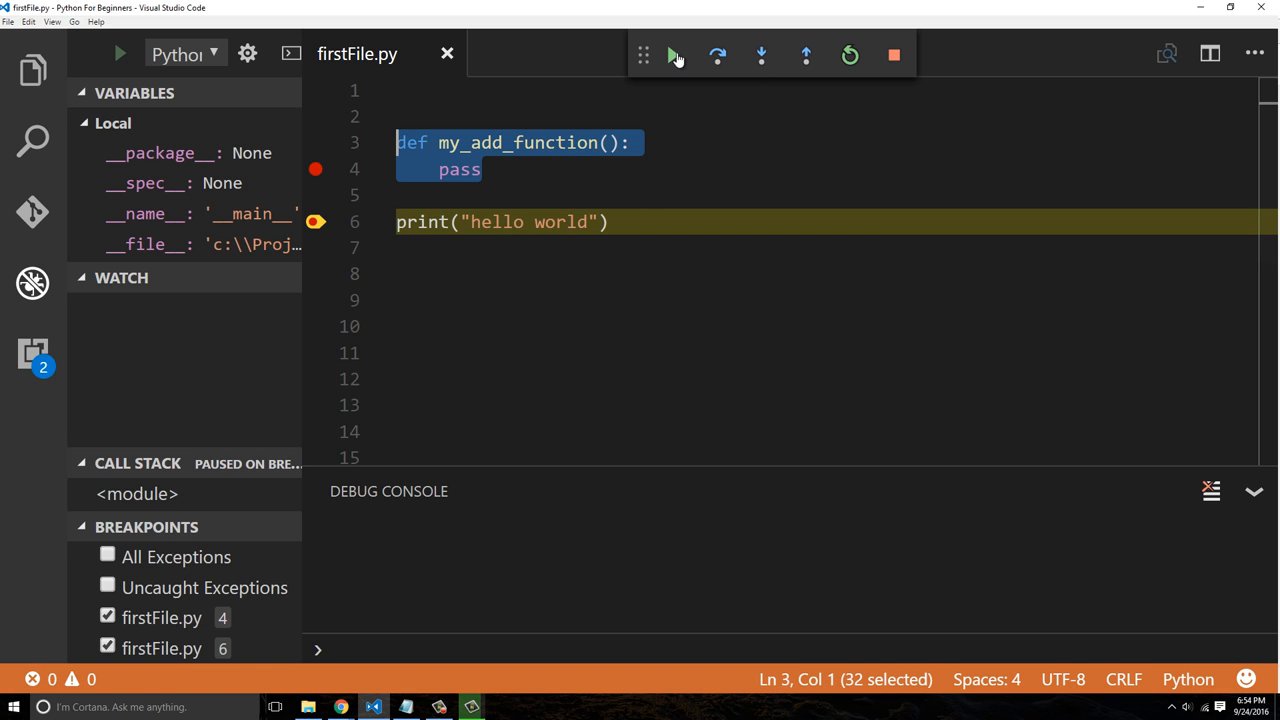 firstFile.py - Python For Beginners - Visual Studio Code
File Edit View Go Help
Python
firstFile.py
VARIABLES
Local
__package__: None
__spec__: None
__name__: '__main__'
__file__: 'c:\\Proj…
WATCH
CALL STACK PAUSED ON BRE...
<module>
BREAKPOINTS
All Exceptions
Uncaught Exceptions
firstFile.py 4
firstFile.py 6
1
2
3 def my_add_function():
4 pass
5
6 print("hello world")
7
8
9
10
11
12
13
14
15
DEBUG CONSOLE
2
0 0
Ln 3, Col 1 (32 selected) Spaces: 4 UTF-8 CRLF Python
I'm Cortana. Ask me anything.
6:54 PM
9/24/2016